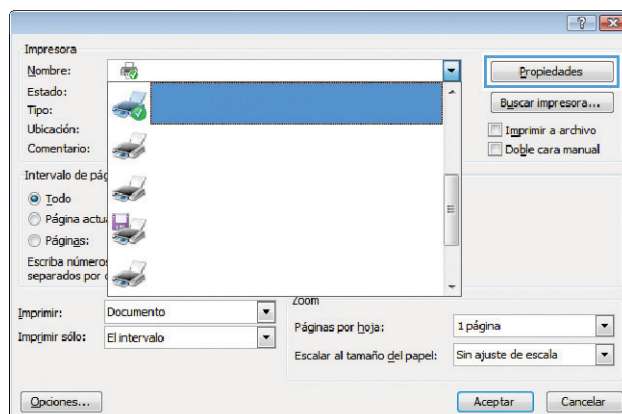 Impresora
Nombre:
Propiedades
Estado:
Tipo:
Buscar impresora...
Ubicación:
Imprimir a archivo
Comentario:
Doble cara manual
Intervalo de pág
Todo
Página actu
Páginas:
Escriba números
separados por
Imprimir:
Documento
Imprimir sólo:
El intervalo
Zoom
Páginas por hoja:
1 página
Escalar al tamaño del papel:
Sin ajuste de escala
Opciones...
Aceptar
Cancelar